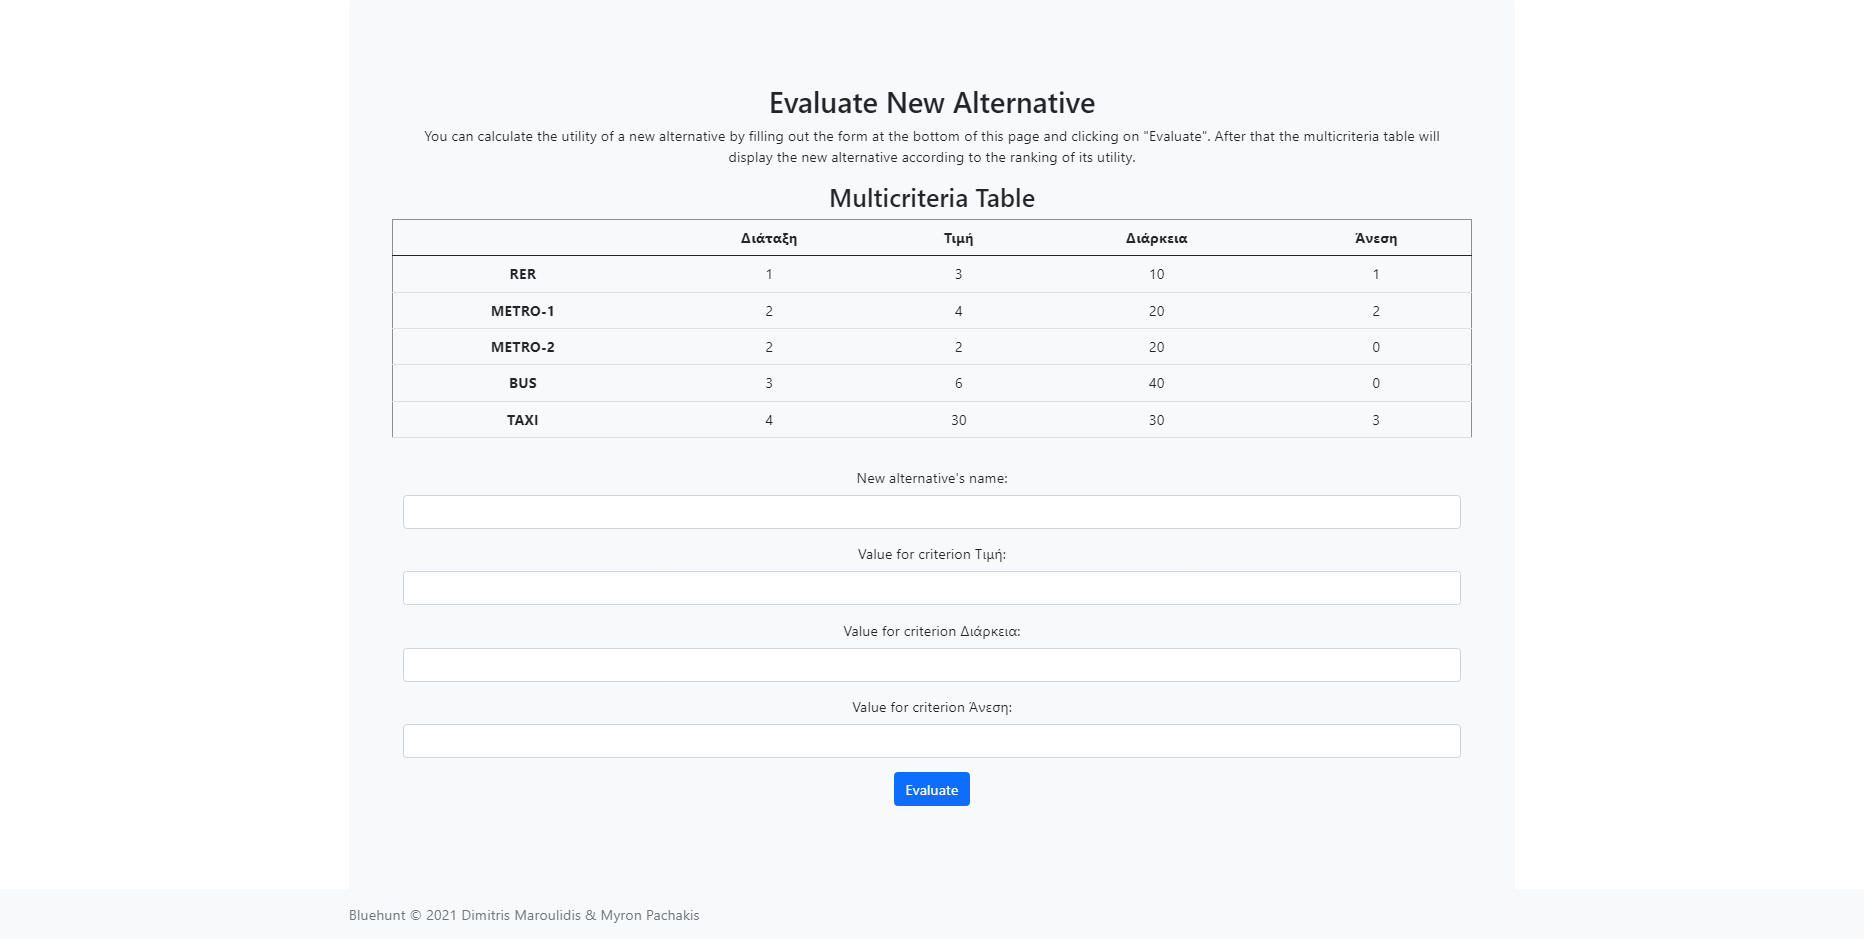 Evaluate New Alternative
You can calculate the utility of a new alternative by filling out the form at the bottom of this page and clicking on "Evaluate". After that the multicriteria table will
display the new alternative according to the ranking of its utility.
Multicriteria Table
Διάταξη Τιμή Διάρκεια Άνεση
RER 1 3 10 1
METRO-1 2 4 20 2
METRO-2 2 2 20 0
BUS 3 6 40 0
TAXI 4 30 30 3
New alternative's name:
Value for criterion Τιμή:
Value for criterion Διάρκεια:
Value for criterion Άνεση:
Evaluate
Bluehunt © 2021 Dimitris Maroulidis & Myron Pachakis